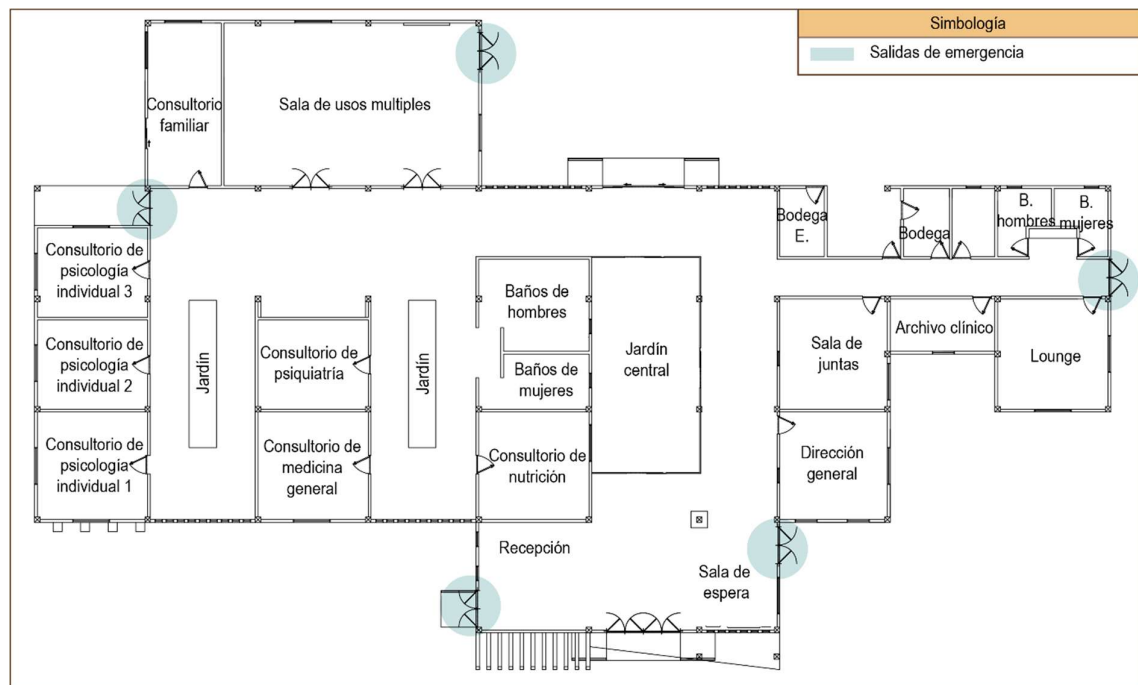 Simbología
Salidas de emergencia
Consultorio
familiar
Sala de usos multiples
Bodega
E.
Bodega
B.
hombres
B.
mujeres
Consultorio de
psicología
individual 3
Baños de
hombres
Consultorio de
psicología
individual 2
Jardín
Consultorio de
psiquiatría
Jardín
Baños de
mujeres
Jardín
central
Sala de
juntas
Archivo clínico
Lounge
Consultorio de
psicología
individual 1
Consultorio de
medicina
general
Consultorio de
nutrición
Dirección
general
Recepción
Sala de
espera